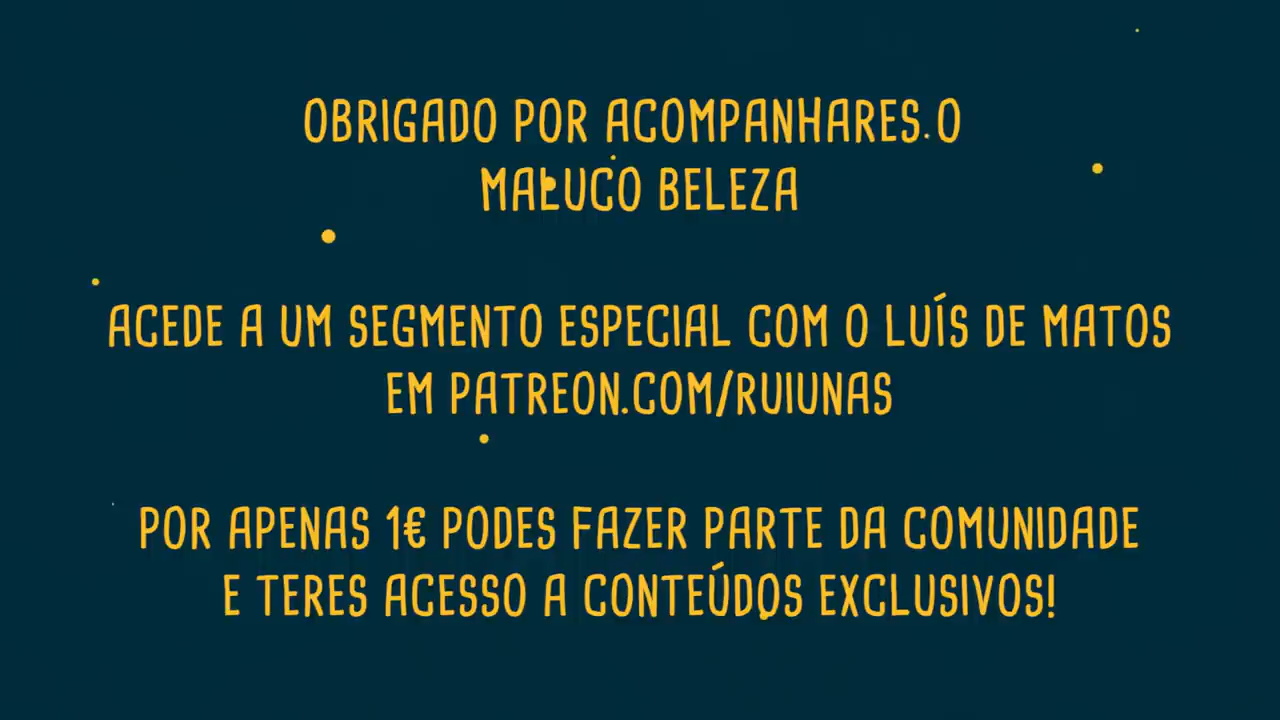 OBRIGADO POR ACOMPANHARES O
MALUCO BELEZA
ACEDE A UM SEGMENTO ESPECIAL COM O LUÍS DE MATOS
EM PATREON.COM/RUIUNAS
POR APENAS 1€ PODES FAZER PARTE DA COMUNIDADE
E TERES ACESSO A CONTEÚDOS EXCLUSIVOS!